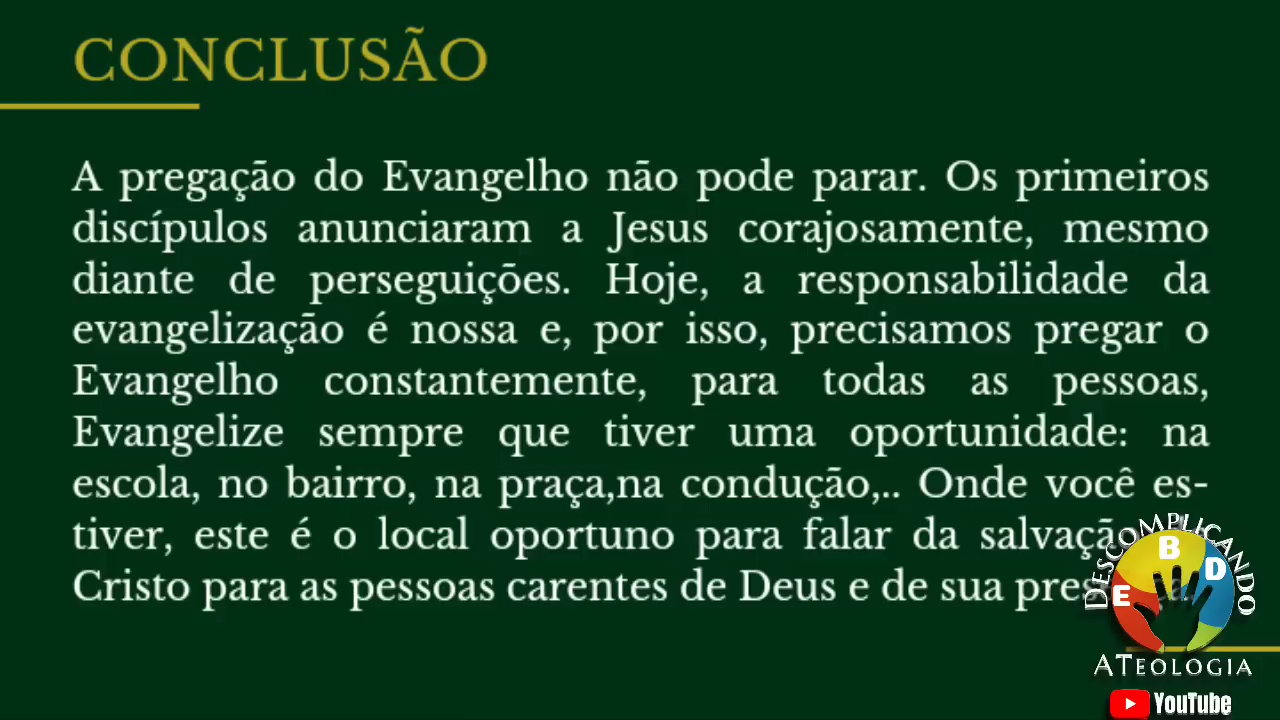 CONCLUSÃO
A pregação do Evangelho não pode parar. Os primeiros
discípulos anunciaram a Jesus corajosamente, mesmo
diante de perseguições. Hoje, a responsabilidade da
evangelização é nossa e, por isso, precisamos pregar o
Evangelho constantemente, para todas as pessoas,
Evangelize sempre que tiver uma oportunidade: na
escola, no bairro, na praça,na condução,.. Onde você es-
tiver, este é o local oportuno para falar da salvação
Cristo para as pessoas carentes de Deus e de sua
DESCOMPLICANDO
E B D
ATEOLOGIA
YouTube